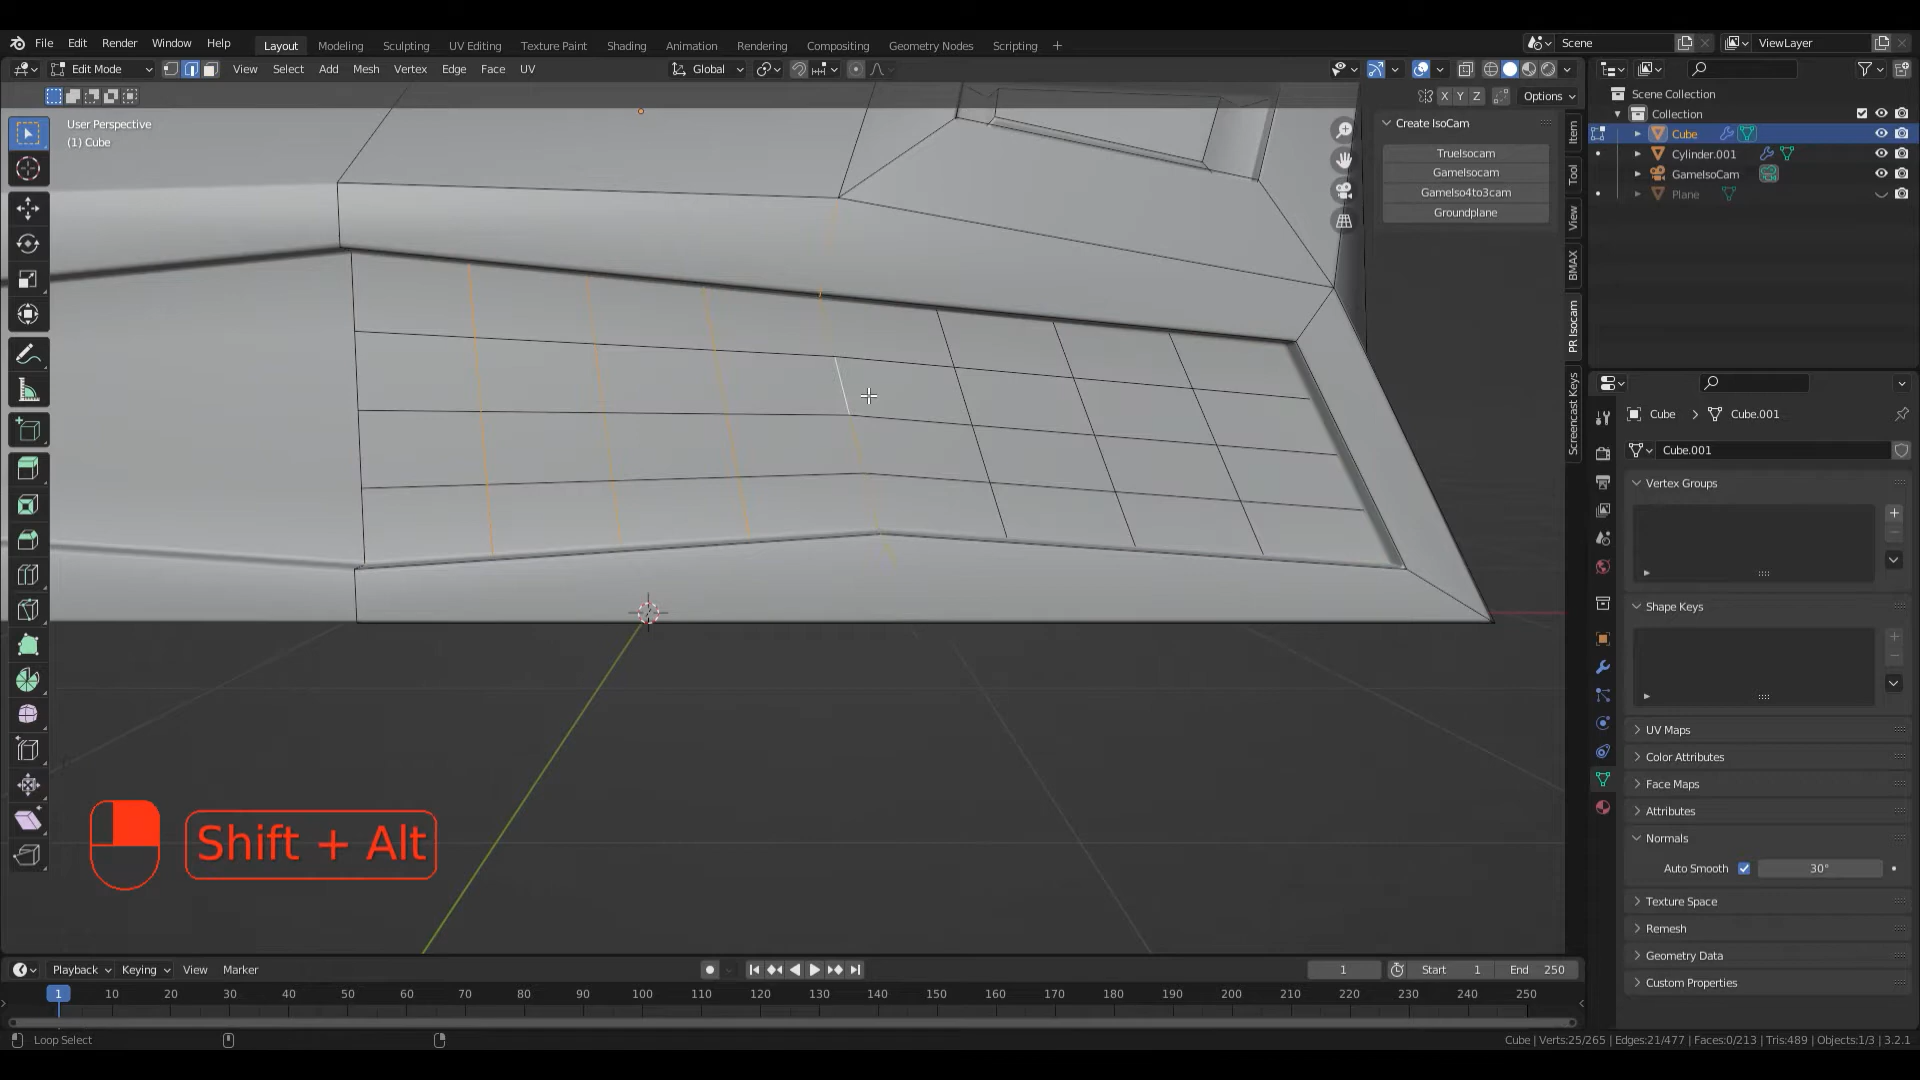 File Edit Render Window Help Layout Modeling Sculpting UV Editing Texture Paint Shading Animation Rendering Compositing Geometry Nodes Scripting + Scene ViewLayer
Edit Mode View Select Add Mesh Vertex Edge Face UV Global
X Y Z Options
User Perspective
(1) Cube
Create IsoCam
TrueIsocam
GameIsocam
GameIso4to3cam
Groundplane
Item
Tool
View
BMAX
PR Isocam
Screencast Keys
Scene Collection
Collection
Cube
Cylinder.001
GameIsoCam
Plane
Cube > Cube.001
Cube.001
Vertex Groups
Shape Keys
UV Maps
Color Attributes
Face Maps
Attributes
Normals
Auto Smooth 30°
Texture Space
Remesh
Geometry Data
Custom Properties
Shift + Alt
Playback Keying View Marker 1 Start 1 End 250
1 10 20 30 40 50 60 70 80 90 100 110 120 130 140 150 160 170 180 190 200 210 220 230 240 250
Loop Select
Cube | Verts:25/265 | Edges:21/477 | Faces:0/213 | Tris:489 | Objects:1/3 | 3.2.1